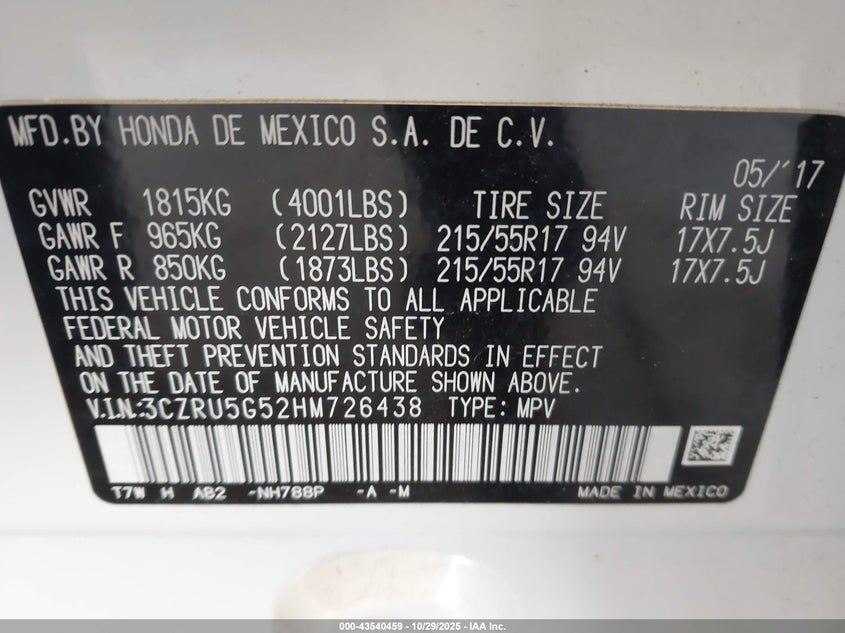 MFD.BY HONDA DE MEXICO S.A. DE C.V.
05/'17
GVWR 1815KG (4001LBS) TIRE SIZE RIM SIZE
GAWR F 965KG (2127LBS) 215/55R17 94V 17X7.5J
GAWR R 850KG (1873LBS) 215/55R17 94V 17X7.5J
THIS VEHICLE CONFORMS TO ALL APPLICABLE
FEDERAL MOTOR VEHICLE SAFETY
AND THEFT PREVENTION STANDARDS IN EFFECT
ON THE DATE OF MANUFACTURE SHOWN ABOVE.
V.I.N.:3CZRU5G52HM726438 TYPE: MPV
T7W H AB2 -NH788P -A -M MADE IN MEXICO
000-43540459 | 10/29/2025 | IAA Inc.